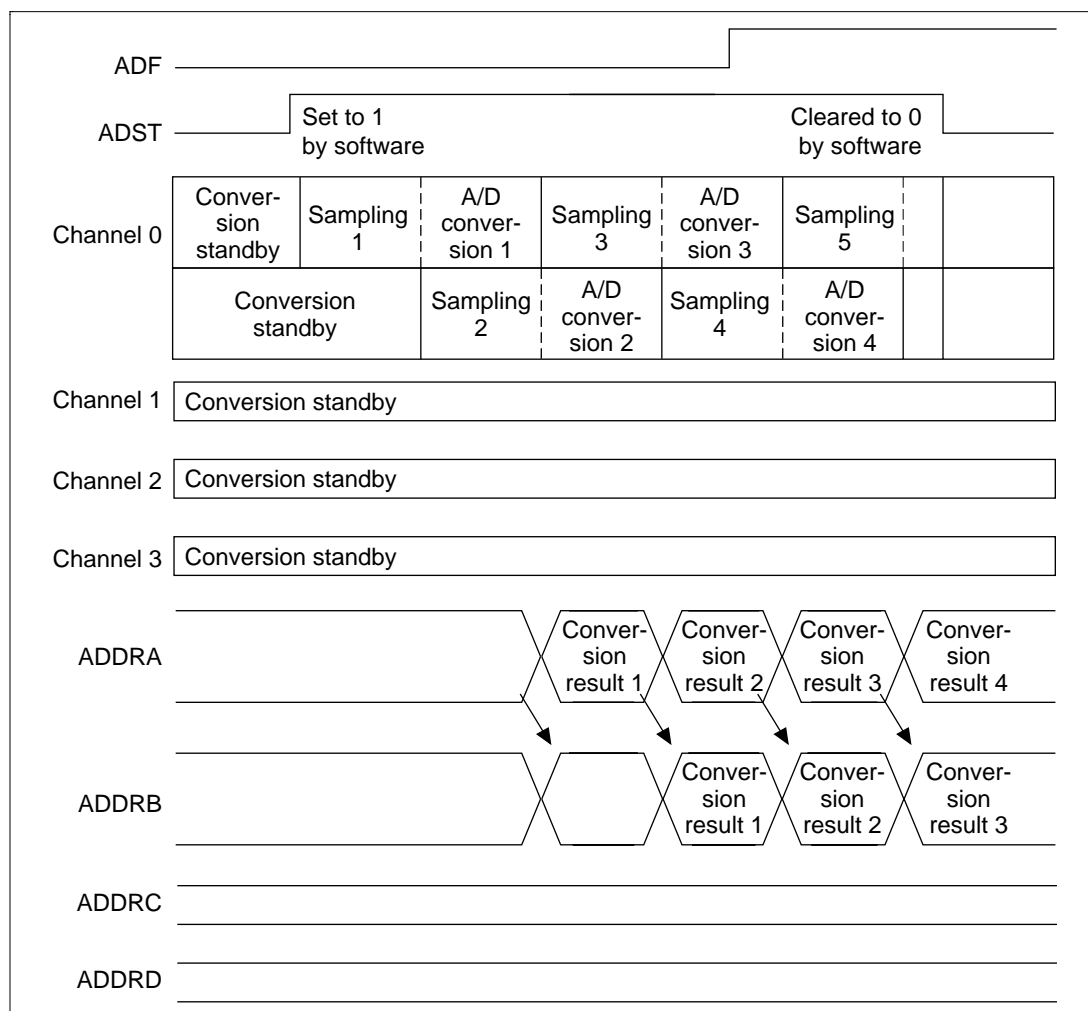 ADF
ADST
Set to 1
by software
Cleared to 0
by software
Channel 0
Conver-
sion
standby
Sampling
1
A/D
conver-
sion 1
Sampling
3
A/D
conver-
sion 3
Sampling
5
Conversion
standby
Sampling
2
A/D
conver-
sion 2
Sampling
4
A/D
conver-
sion 4
Channel 1
Conversion standby
Channel 2
Conversion standby
Channel 3
Conversion standby
ADDRA
Conver-
sion
result 1
Conver-
sion
result 2
Conver-
sion
result 3
Conver-
sion
result 4
ADDRB
Conver-
sion
result 1
Conver-
sion
result 2
Conver-
sion
result 3
ADDRC
ADDRD